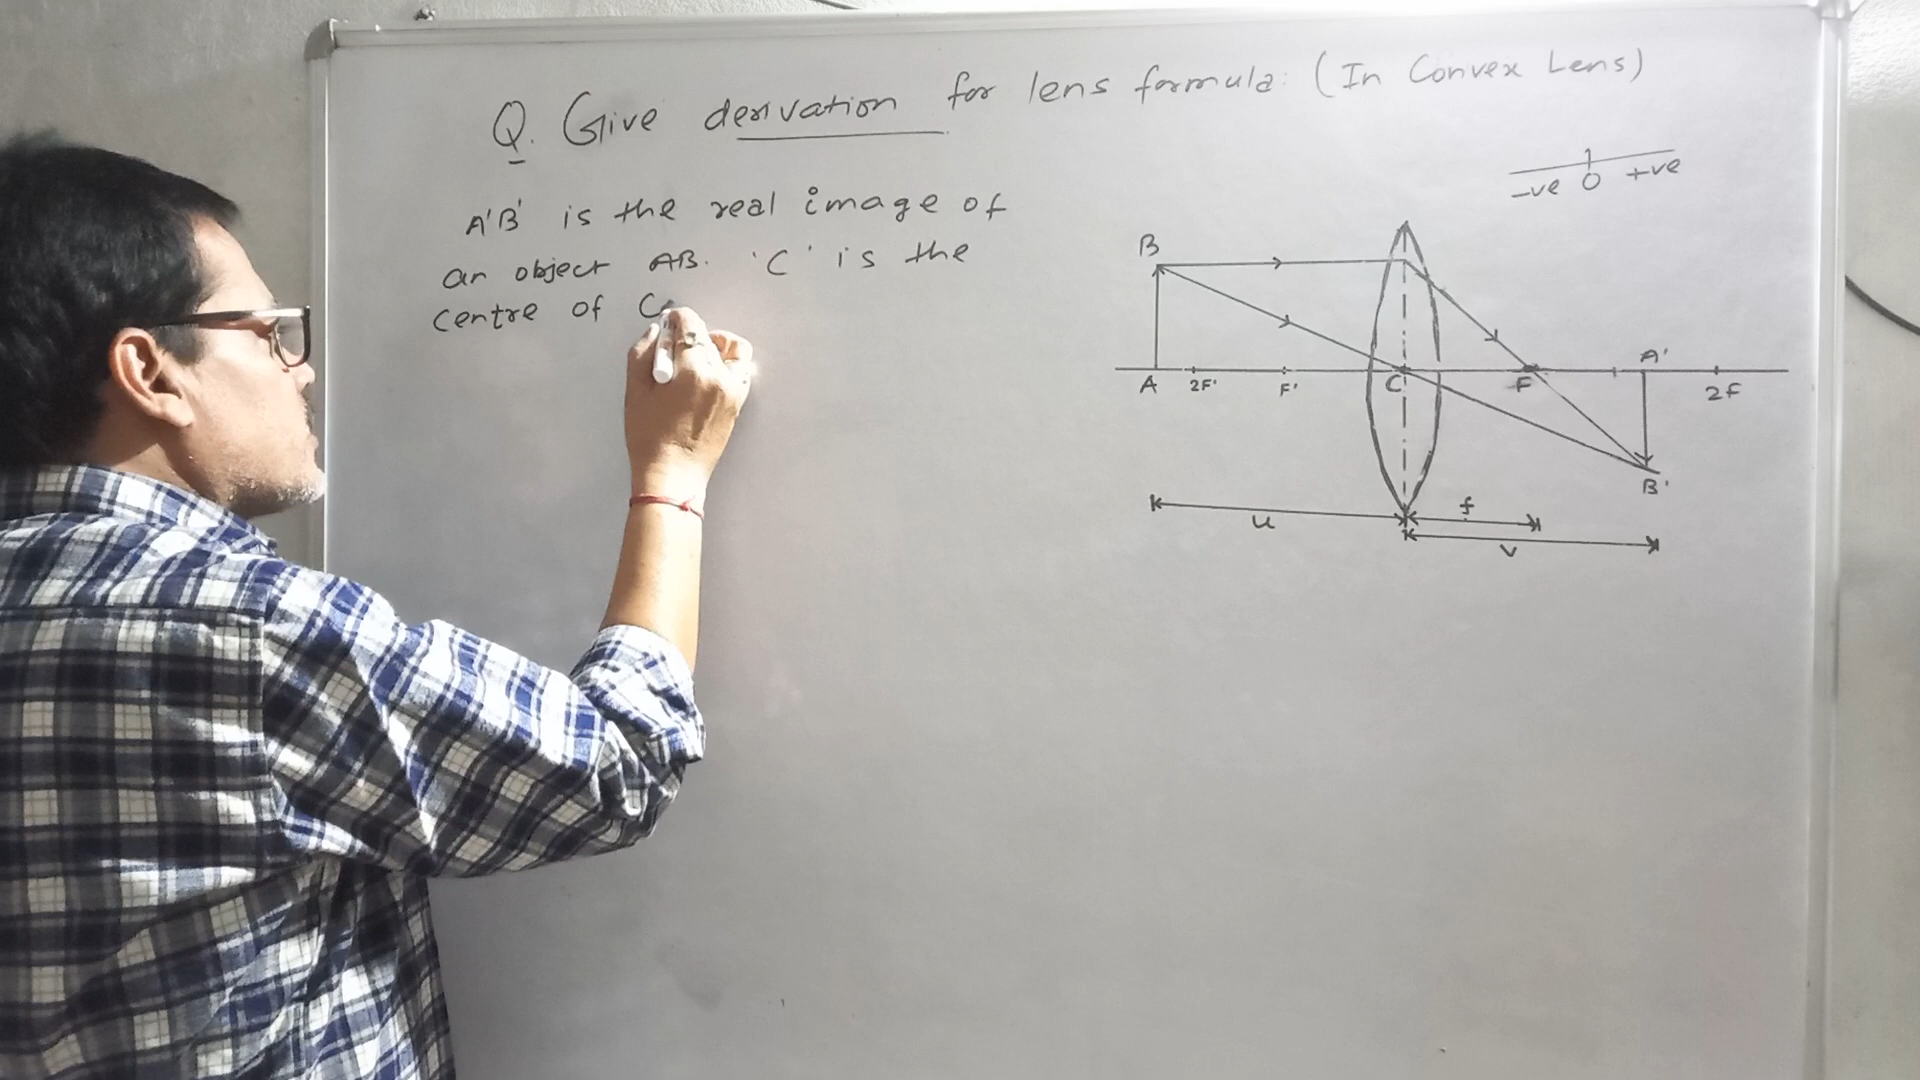 Q. Give derivation for lens formula: (In Convex Lens)
-ve 0 +ve
A'B' is the real image of
an object AB. 'C' is the
centre of C
B
A 2F' F' C F A' 2F
B'
u f
v